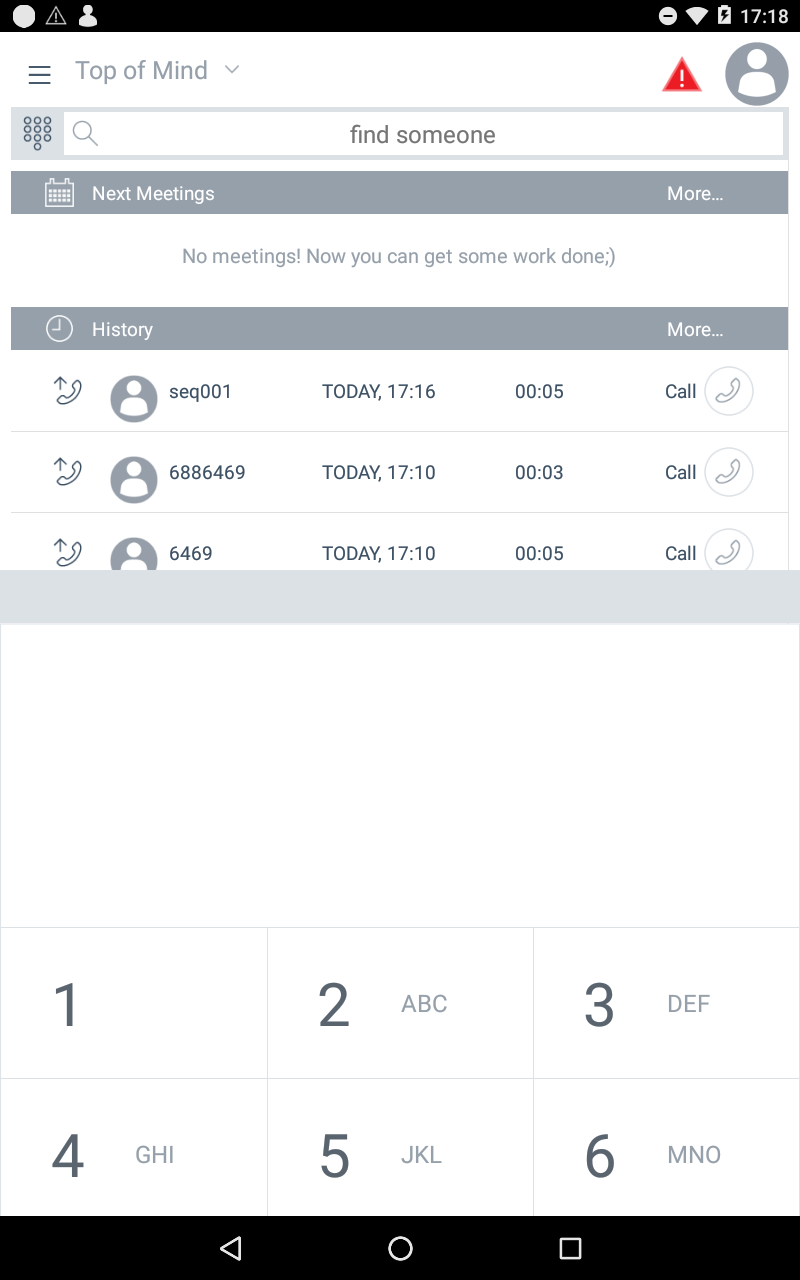 17:18
Top of Mind
find someone
Next Meetings More...
No meetings! Now you can get some work done;)
History More...
seq001 TODAY, 17:16 00:05 Call
6886469 TODAY, 17:10 00:03 Call
6469 TODAY, 17:10 00:05 Call
1 2 ABC 3 DEF
4 GHI 5 JKL 6 MNO